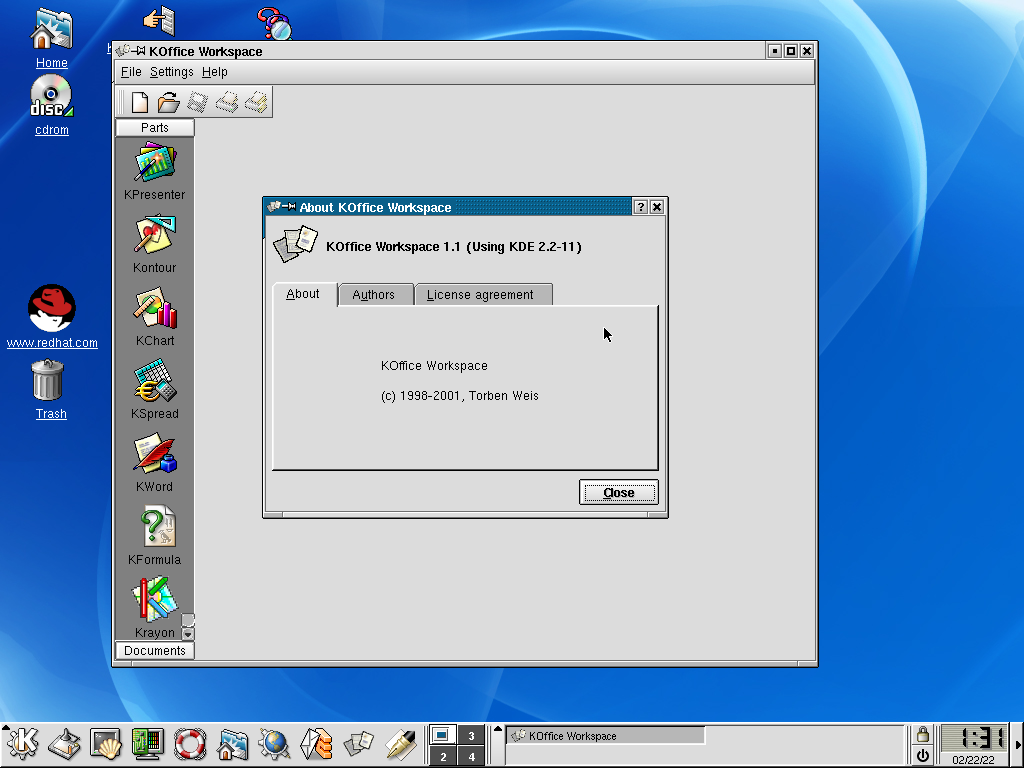 Home
disc
cdrom
www.redhat.com
Trash
KOffice Workspace
File Settings Help
Parts
KPresenter
Kontour
KChart
KSpread
KWord
KFormula
Krayon
Documents
About KOffice Workspace
?
KOffice Workspace 1.1 (Using KDE 2.2-11)
About Authors License agreement
KOffice Workspace
(c) 1998-2001, Torben Weis
Close
3
2 4
KOffice Workspace
1:31
02/22/22